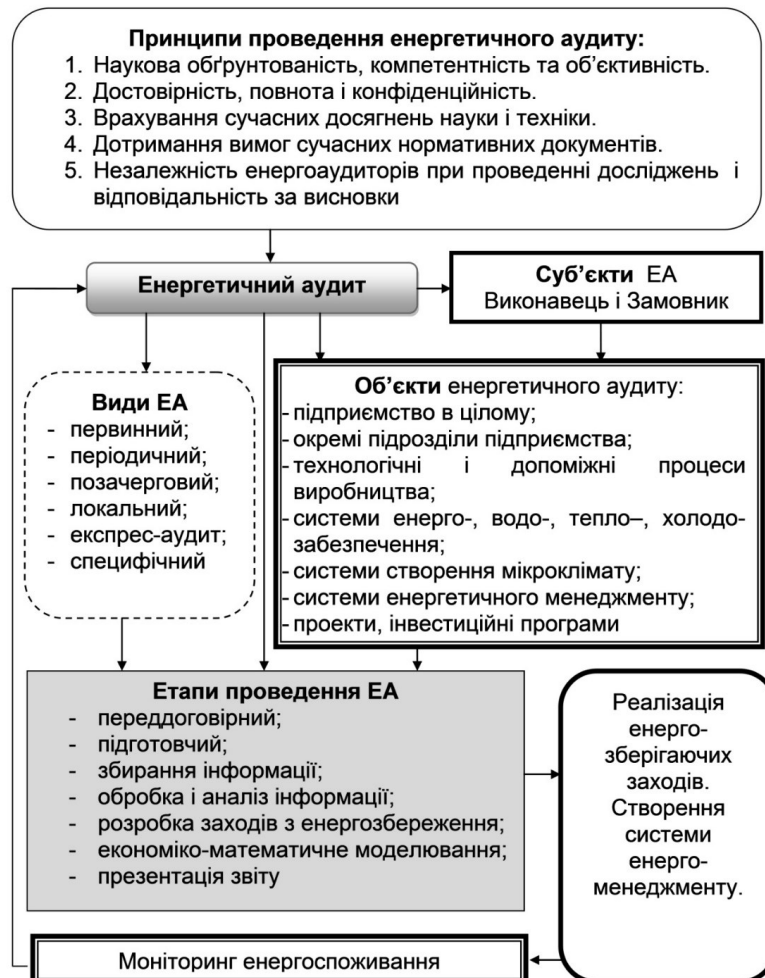 Принципи проведення енергетичного аудиту:
1. Наукова обґрунтованість, компетентність та об’єктивність.
2. Достовірність, повнота і конфіденційність.
3. Врахування сучасних досягнень науки і техніки.
4. Дотримання вимог сучасних нормативних документів.
5. Незалежність енергоаудиторів при проведенні досліджень і
відповідальність за висновки
Енергетичний аудит
Суб’єкти ЕА
Виконавець і Замовник
Види ЕА
- первинний;
- періодичний;
- позачерговий;
- локальний;
- експрес-аудит;
- специфічний
Об’єкти енергетичного аудиту:
- підприємство в цілому;
- окремі підрозділи підприємства;
- технологічні і допоміжні процеси
виробництва;
- системи енерго-, водо-, тепло–, холодо-
забезпечення;
- системи створення мікроклімату;
- системи енергетичного менеджменту;
- проекти, інвестиційні програми
Етапи проведення ЕА
- переддоговірний;
- підготовчий;
- збирання інформації;
- обробка і аналіз інформації;
- розробка заходів з енергозбереження;
- економіко-математичне моделювання;
- презентація звіту
Реалізація
енерго-
зберігаючих
заходів.
Створення
системи
енерго-
менеджменту.
Моніторинг енергоспоживання